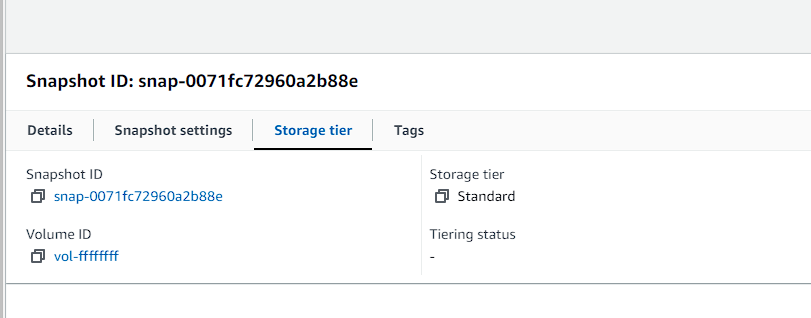 Snapshot ID: snap-0071fc72960a2b88e
Details
Snapshot settings
Storage tier
Tags
Snapshot ID
snap-0071fc72960a2b88e
Storage tier
Standard
Volume ID
vol-ffffffff
Tiering status
-